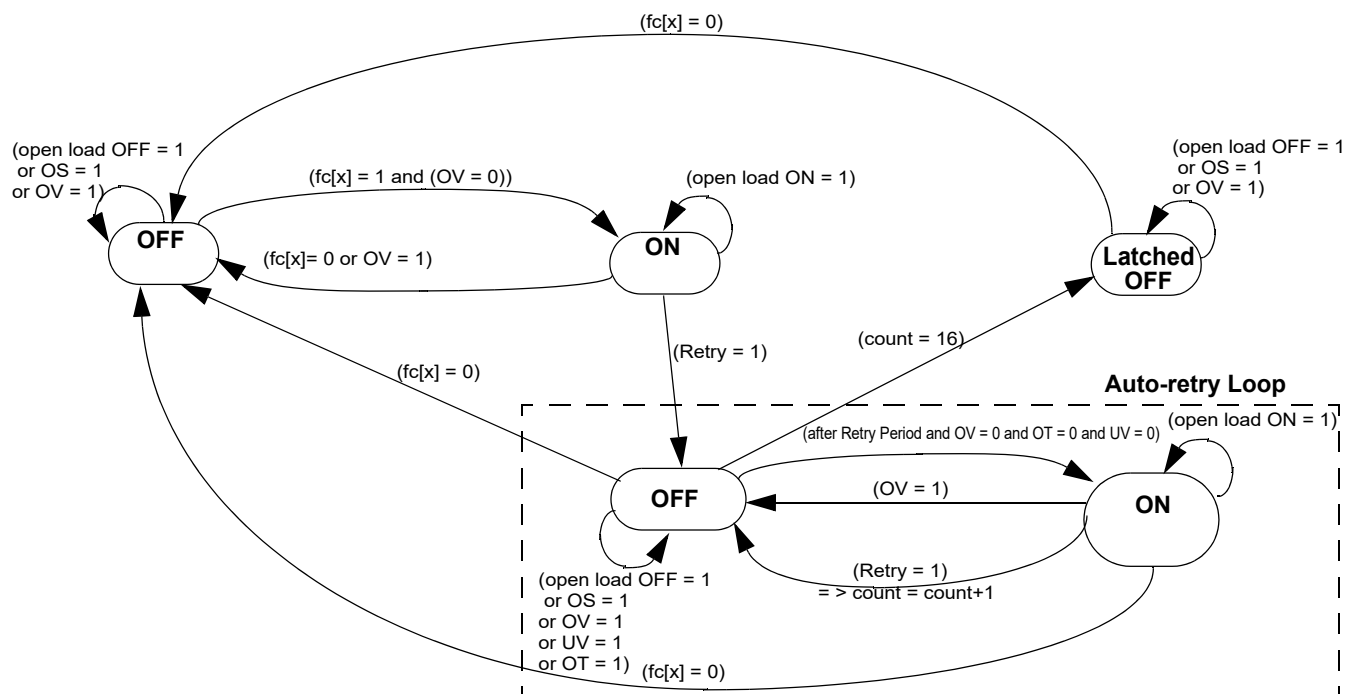 (fc[x] = 0)
(open load OFF = 1
or OS = 1
or OV = 1)
(fc[x] = 1 and (OV = 0))
(open load ON = 1)
(open load OFF = 1
or OS = 1
or OV = 1)
OFF
ON
Latched
OFF
(fc[x]= 0 or OV = 1)
(Retry = 1)
(count = 16)
(fc[x] = 0)
Auto-retry Loop
(after Retry Period and OV = 0 and OT = 0 and UV = 0)
(open load ON = 1)
OFF
(OV = 1)
ON
(Retry = 1)
= > count = count+1
(open load OFF = 1
or OS = 1
or OV = 1
or UV = 1
or OT = 1)
(fc[x] = 0)